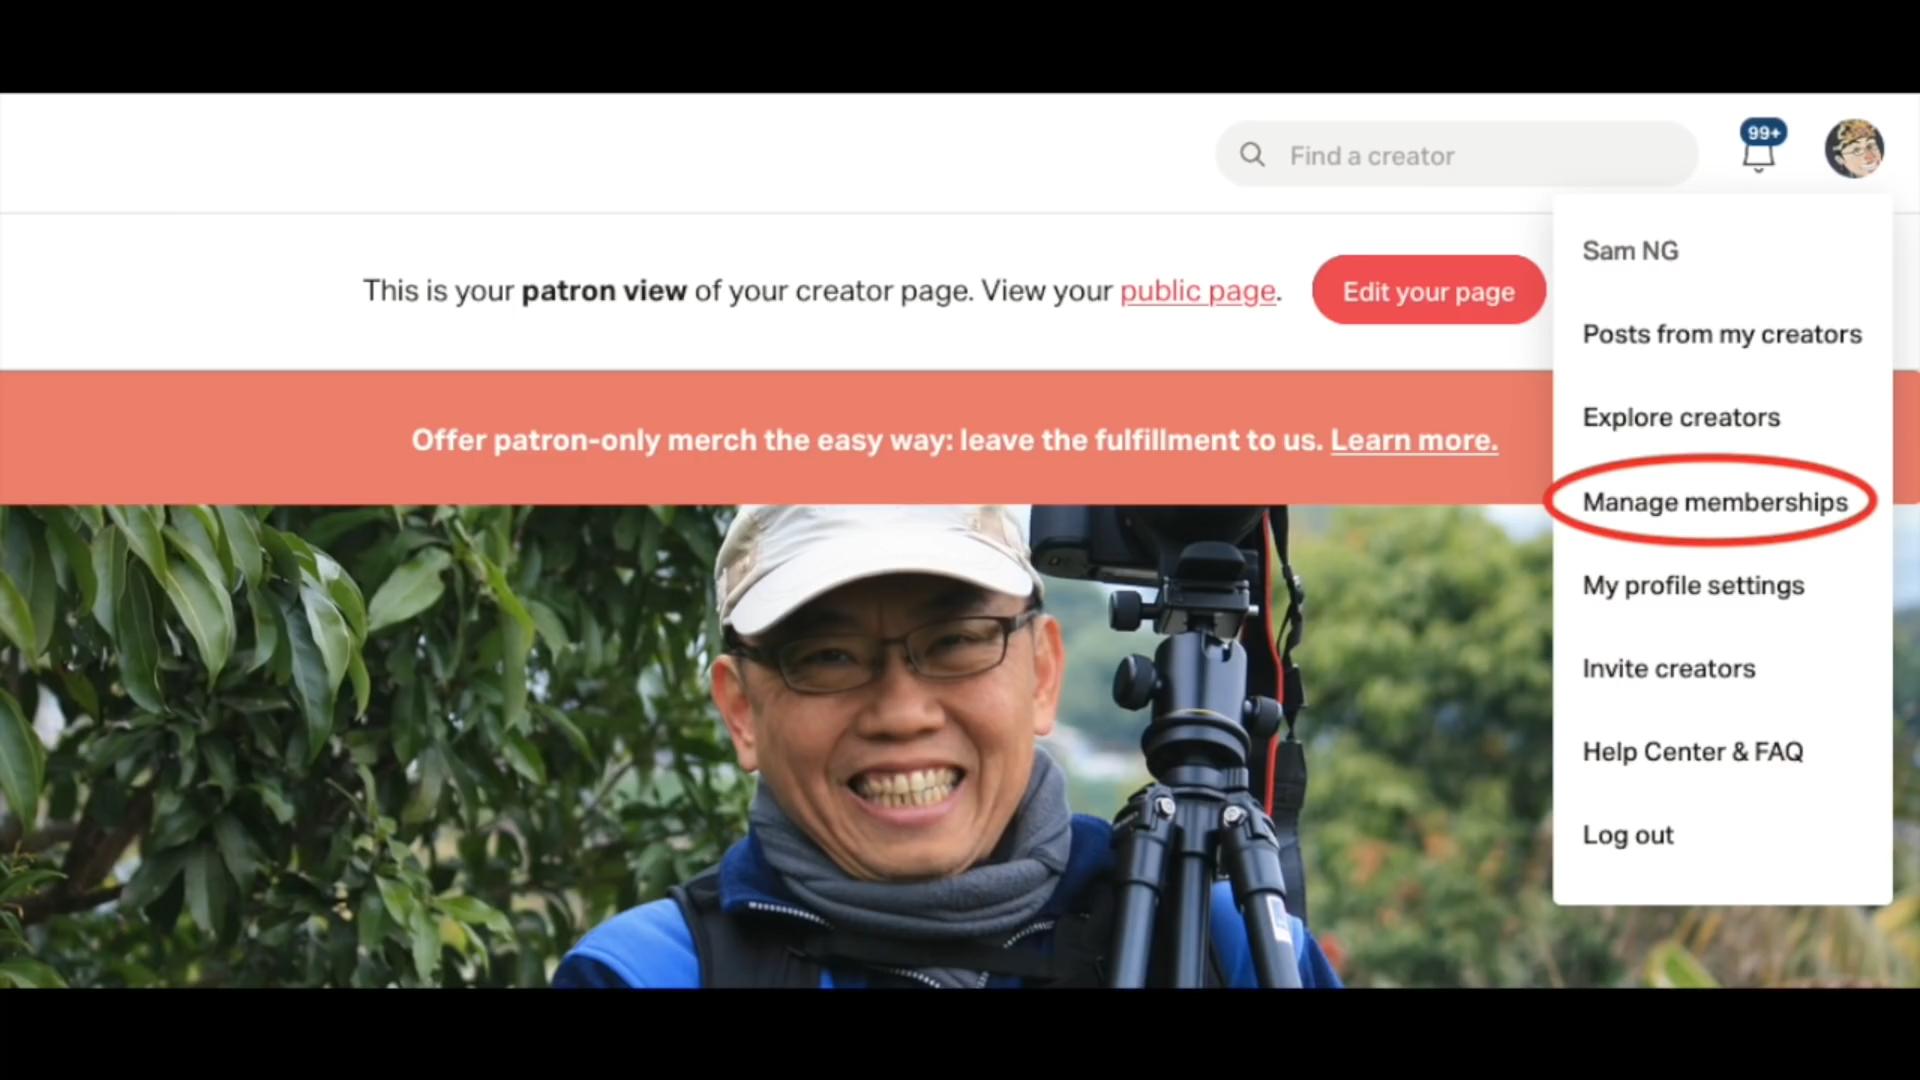 Find a creator
99+
Sam NG
This is your patron view of your creator page. View your public page.
Edit your page
Posts from my creators
Explore creators
Offer patron-only merch the easy way: leave the fulfillment to us. Learn more.
Manage memberships
My profile settings
Invite creators
Help Center & FAQ
Log out